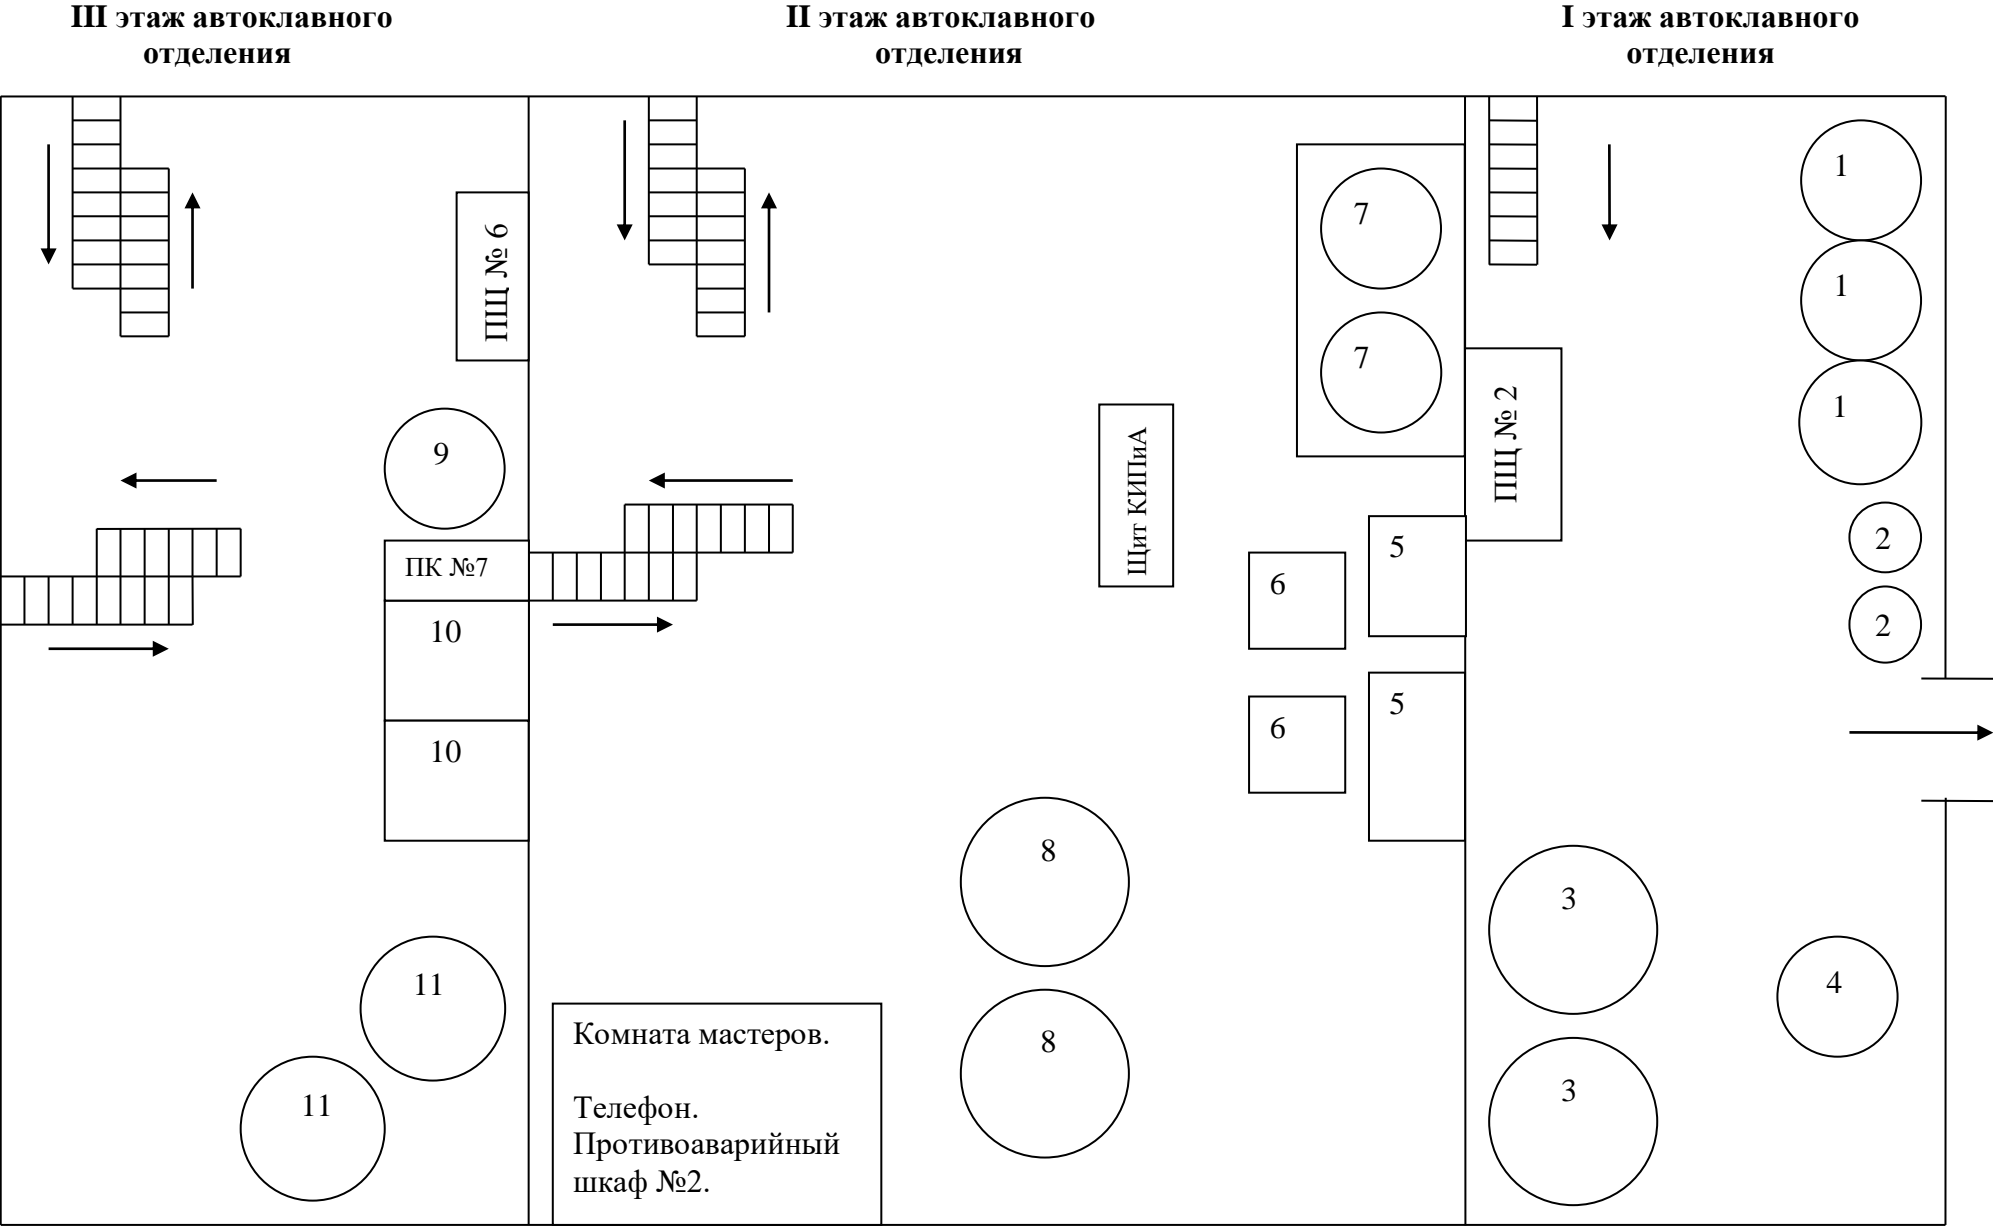 III этаж автоклавного
отделения
II этаж автоклавного
отделения
I этаж автоклавного
отделения
ПЩ № 6
9
ПК №7
10
10
11
11
7
7
Щит КИПиА
5
6
5
6
8
8
Комната мастеров.
Телефон.
Противоаварийный
шкаф №2.
1
1
1
ПЩ № 2
2
2
3
4
3